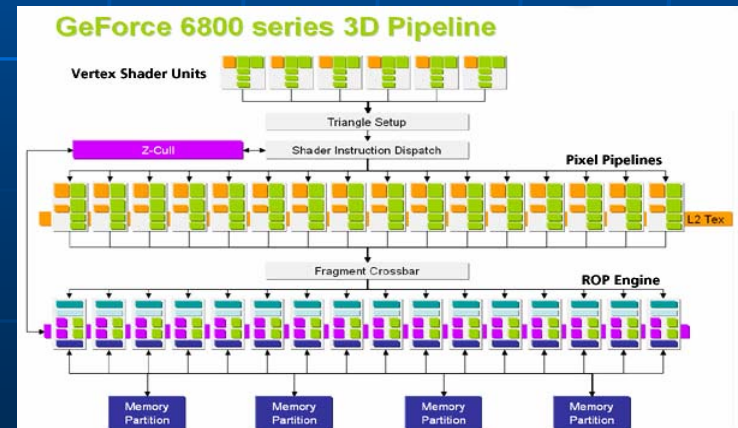 GeForce 6800 series 3D Pipeline
Vertex Shader Units
Triangle Setup
Z-Cull
Shader Instruction Dispatch
Pixel Pipelines
L2 Tex
Fragment Crossbar
ROP Engine
Memory
Partition
Memory
Partition
Memory
Partition
Memory
Partition